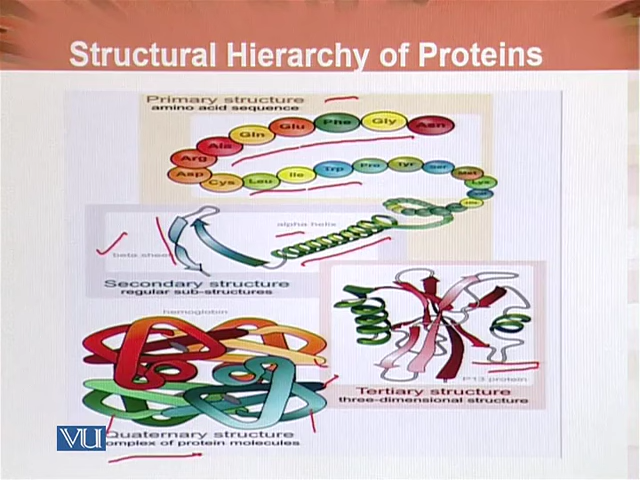 Structural Hierarchy of Proteins
Primary structure
amino acid sequence
Asn
Gly
Phe
Glu
Gln
Ala
Arg
Asp
Cys
Leu
Ile
Trp
Pro
Tyr
Ser
Met
Lys
alpha helix
beta sheet
Secondary structure
regular sub-structures
hemoglobin
P13 protein
Tertiary structure
three-dimensional structure
Quaternary structure
complex of protein molecules
VU